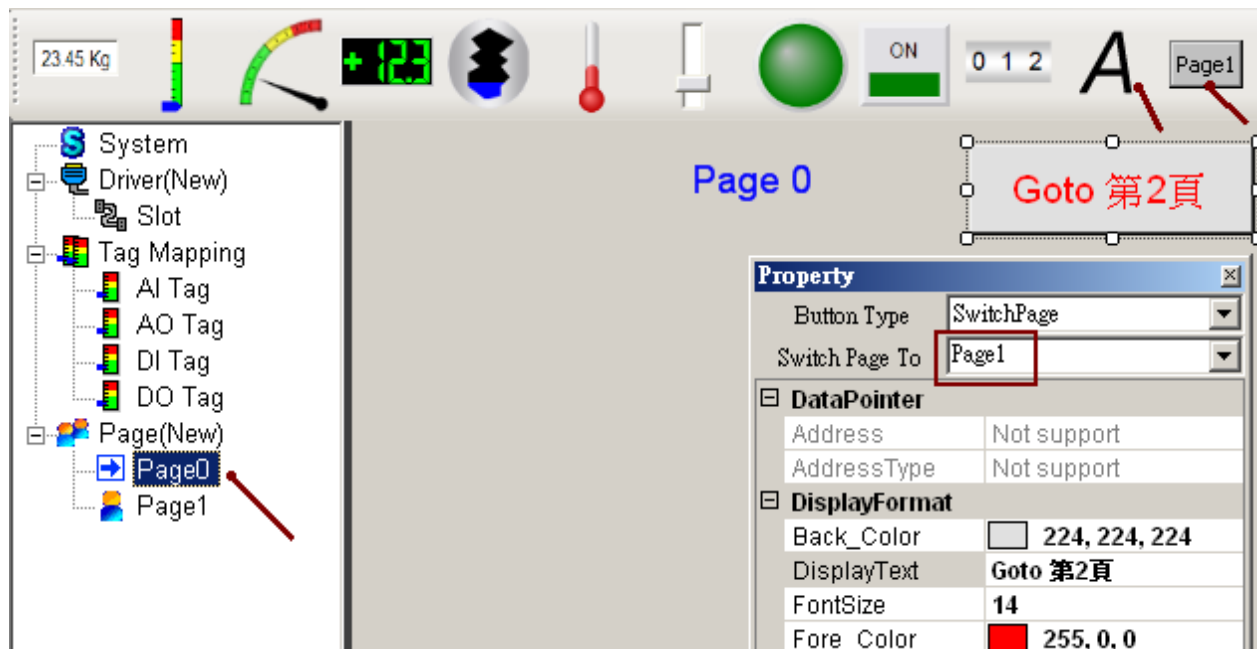 23.45 Kg
+12.3
ON
0 1 2
A
Page1
System
Driver(New)
Slot
Tag Mapping
AI Tag
AO Tag
DI Tag
DO Tag
Page(New)
Page0
Page1
Page 0
Goto 第2頁
Property
Button Type SwitchPage
Switch Page To Page1
DataPointer
Address Not support
AddressType Not support
DisplayFormat
Back_Color 224, 224, 224
DisplayText Goto 第2頁
FontSize 14
Fore_Color 255, 0, 0